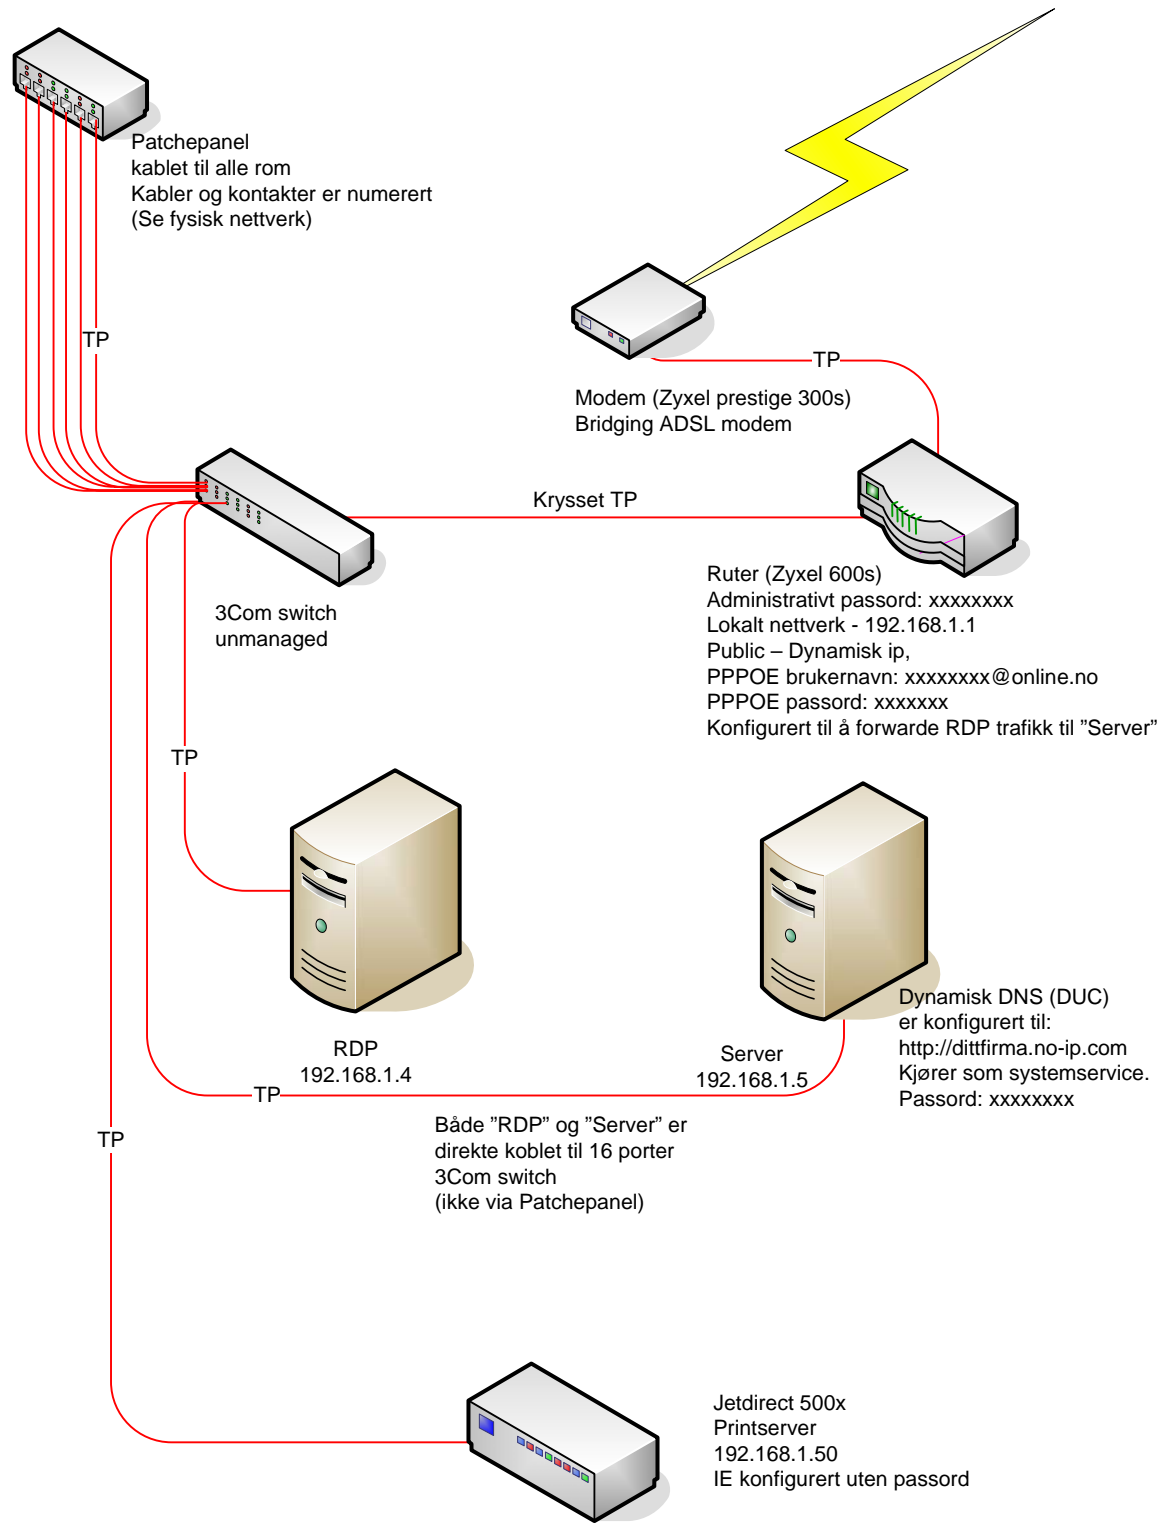 Patchepanel
kablet til alle rom
Kabler og kontakter er numerert
(Se fysisk nettverk)
TP
TP
Modem (Zyxel prestige 300s)
Bridging ADSL modem
Krysset TP
3Com switch
unmanaged
Ruter (Zyxel 600s)
Administrativt passord: xxxxxxxx
Lokalt nettverk - 192.168.1.1
Public – Dynamisk ip,
PPPOE brukernavn: xxxxxxxx@online.no
PPPOE passord: xxxxxxx
Konfigurert til å forwarde RDP trafikk til ”Server”
TP
RDP
192.168.1.4
Server
192.168.1.5
Dynamisk DNS (DUC)
er konfigurert til:
http://dittfirma.no-ip.com
Kjører som systemservice.
Passord: xxxxxxxx
TP
TP
Både ”RDP” og ”Server” er
direkte koblet til 16 porter
3Com switch
(ikke via Patchepanel)
Jetdirect 500x
Printserver
192.168.1.50
IE konfigurert uten passord